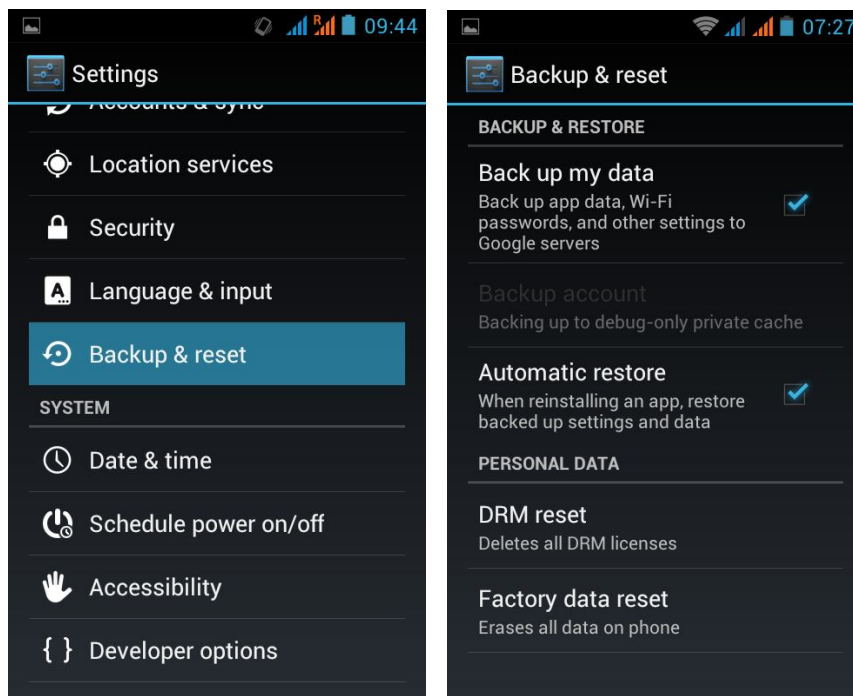 R
09:44
Settings
Accounts & sync
Location services
Security
A
Language & input
Backup & reset
SYSTEM
Date & time
Schedule power on/off
Accessibility
{ } Developer options
07:27
Backup & reset
BACKUP & RESTORE
Back up my data
Back up app data, Wi-Fi
passwords, and other settings to
Google servers
Backup account
Backing up to debug-only private cache
Automatic restore
When reinstalling an app, restore
backed up settings and data
PERSONAL DATA
DRM reset
Deletes all DRM licenses
Factory data reset
Erases all data on phone